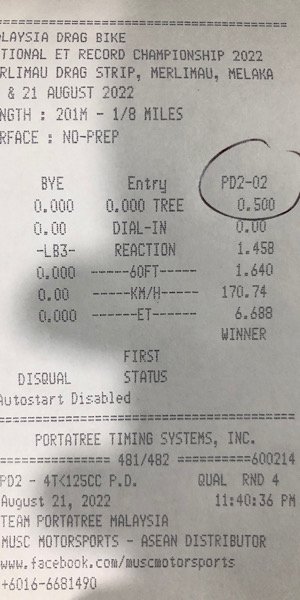 ALAYSIA DRAG BIKE
TIONAL ET RECORD CHAMPIONSHIP 2022
RLIMAU DRAG STRIP, MERLIMAU, MELAKA
& 21 AUGUST 2022
NGTH : 201M - 1/8 MILES
RFACE : NO-PREP
BYE Entry PD2-02
0.000 0.000 TREE 0.500
0.00 DIAL-IN 0.00
-LB3- REACTION 1.458
0.000 -----60FT------ 1.640
0.00 -----KM/H------ 170.74
0.000 ------ET------- 6.688
WINNER
FIRST
DISQUAL STATUS
Autostart Disabled
PORTATREE TIMING SYSTEMS, INC.
================ 481/482 ==========600214
PD2 - 4T<125CC P.D. QUAL RND 4
August 21, 2022 11:40:36 PM
TEAM PORTATREE MALAYSIA
MUSC MOTORSPORTS - ASEAN DISTRIBUTOR
www.facebook.com/muscmotorsports
+6016-6681490